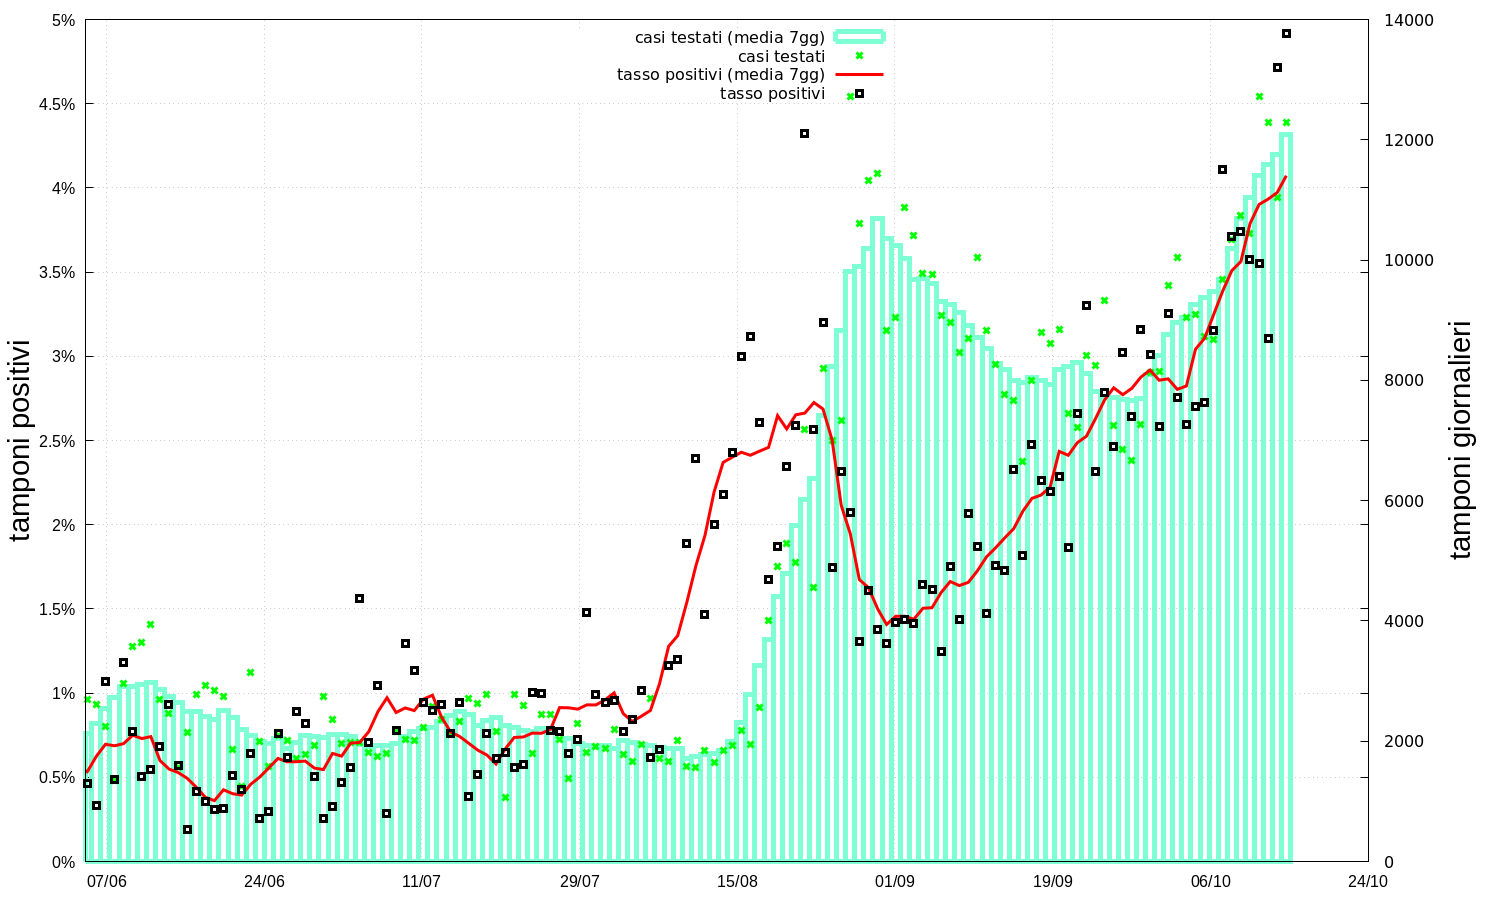 casi testati (media 7gg)
casi testati
tasso positivi (media 7gg)
tasso positivi
tamponi positivi
5%
4.5%
4%
3.5%
3%
2.5%
2%
1.5%
1%
0.5%
0%
14000
12000
10000
8000
6000
4000
2000
0
tamponi giornalieri
07/06 24/06 11/07 29/07 15/08 01/09 19/09 06/10 24/10